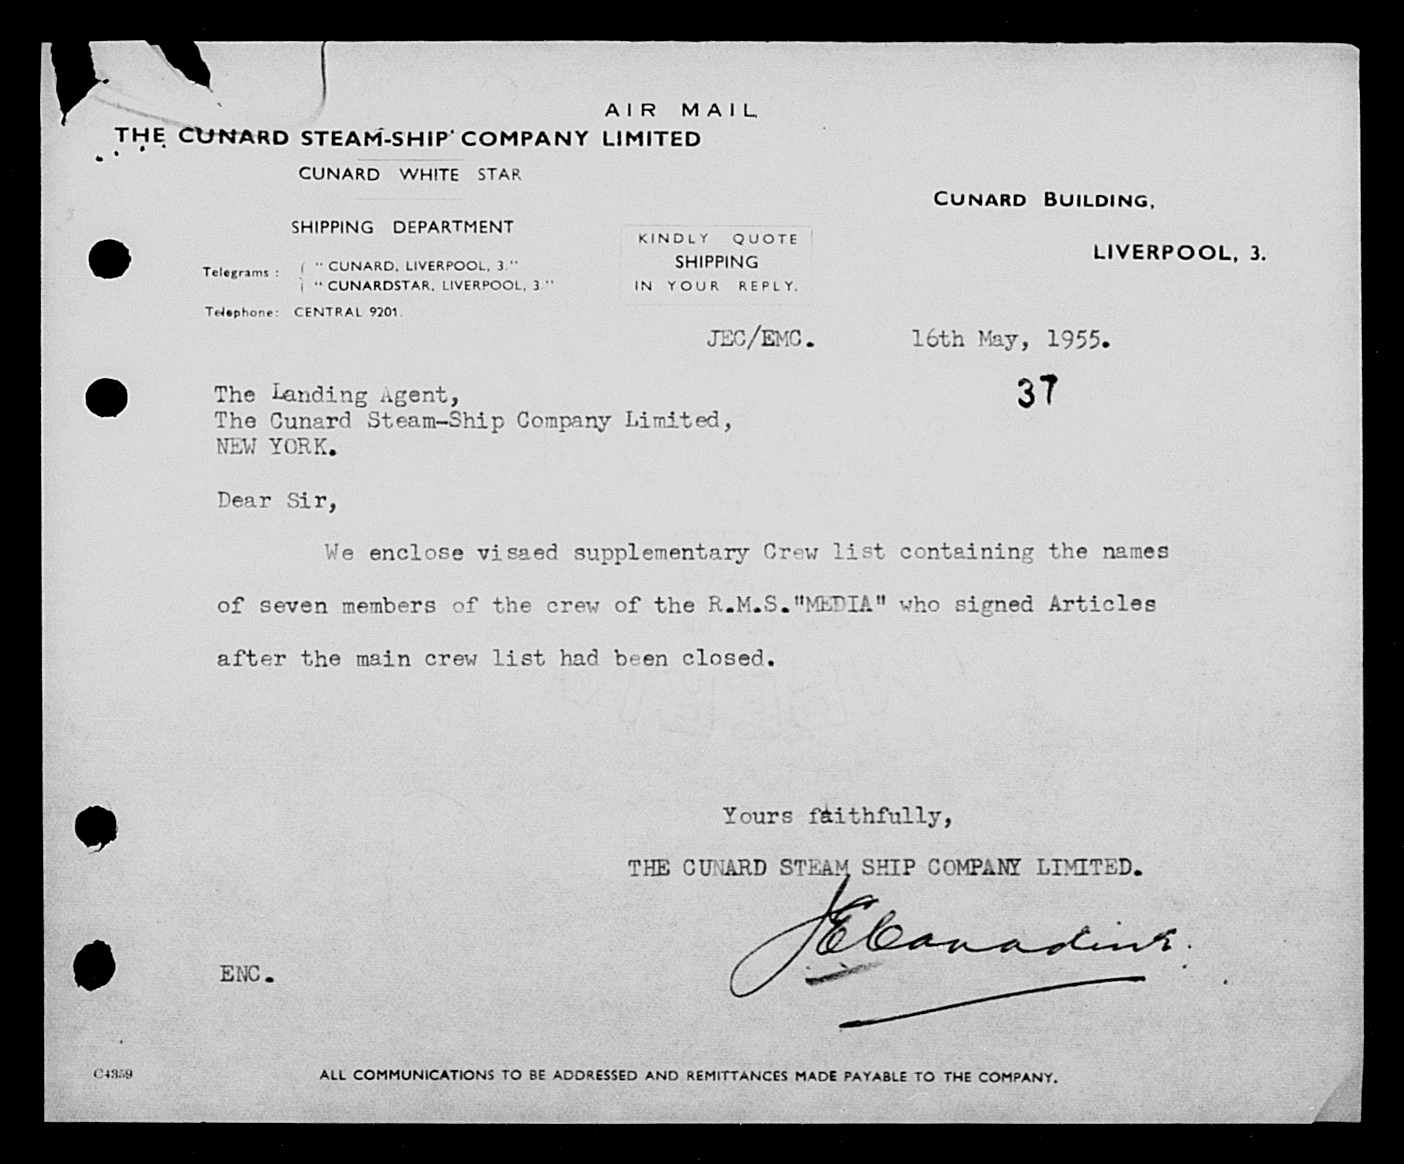 AIR MAIL
THE CUNARD STEAM-SHIP COMPANY LIMITED
CUNARD WHITE STAR
SHIPPING DEPARTMENT
Telegrams: { "CUNARD, LIVERPOOL, 3."
"CUNARDSTAR, LIVERPOOL, 3."
Telephone: CENTRAL 9201.
KINDLY QUOTE
SHIPPING
IN YOUR REPLY.
CUNARD BUILDING,
LIVERPOOL, 3.
JEC/EMC. 16th May, 1955.
37
The Landing Agent,
The Cunard Steam-Ship Company Limited,
NEW YORK.
Dear Sir,
We enclose visaed supplementary Crew list containing the names
of seven members of the crew of the R.M.S."MEDIA" who signed Articles
after the main crew list had been closed.
Yours faithfully,
THE CUNARD STEAM SHIP COMPANY LIMITED.
ENC.
C4359
ALL COMMUNICATIONS TO BE ADDRESSED AND REMITTANCES MADE PAYABLE TO THE COMPANY.